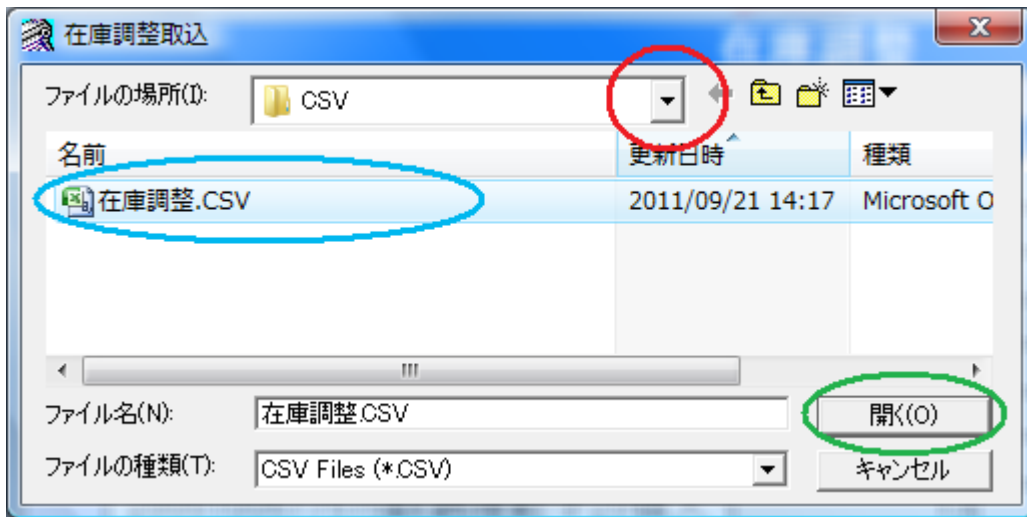 在庫調整取込
ファイルの場所(I):
CSV
名前 更新日時 種類
在庫調整.CSV 2011/09/21 14:17 Microsoft O
ファイル名(N): 在庫調整.CSV 開く(O)
ファイルの種類(T): CSV Files (*.CSV) キャンセル